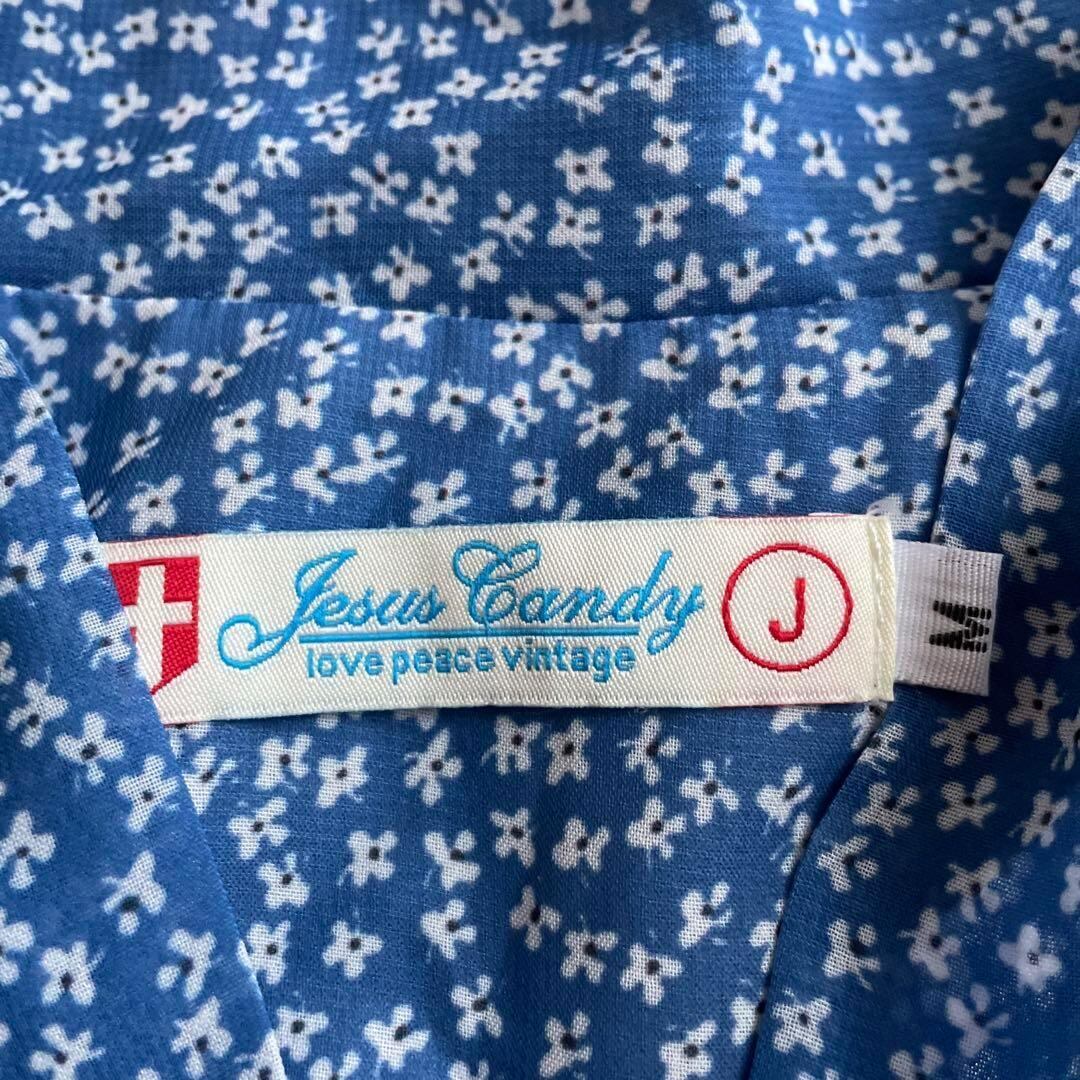 Jesus Candy
love peace vintage
J
M